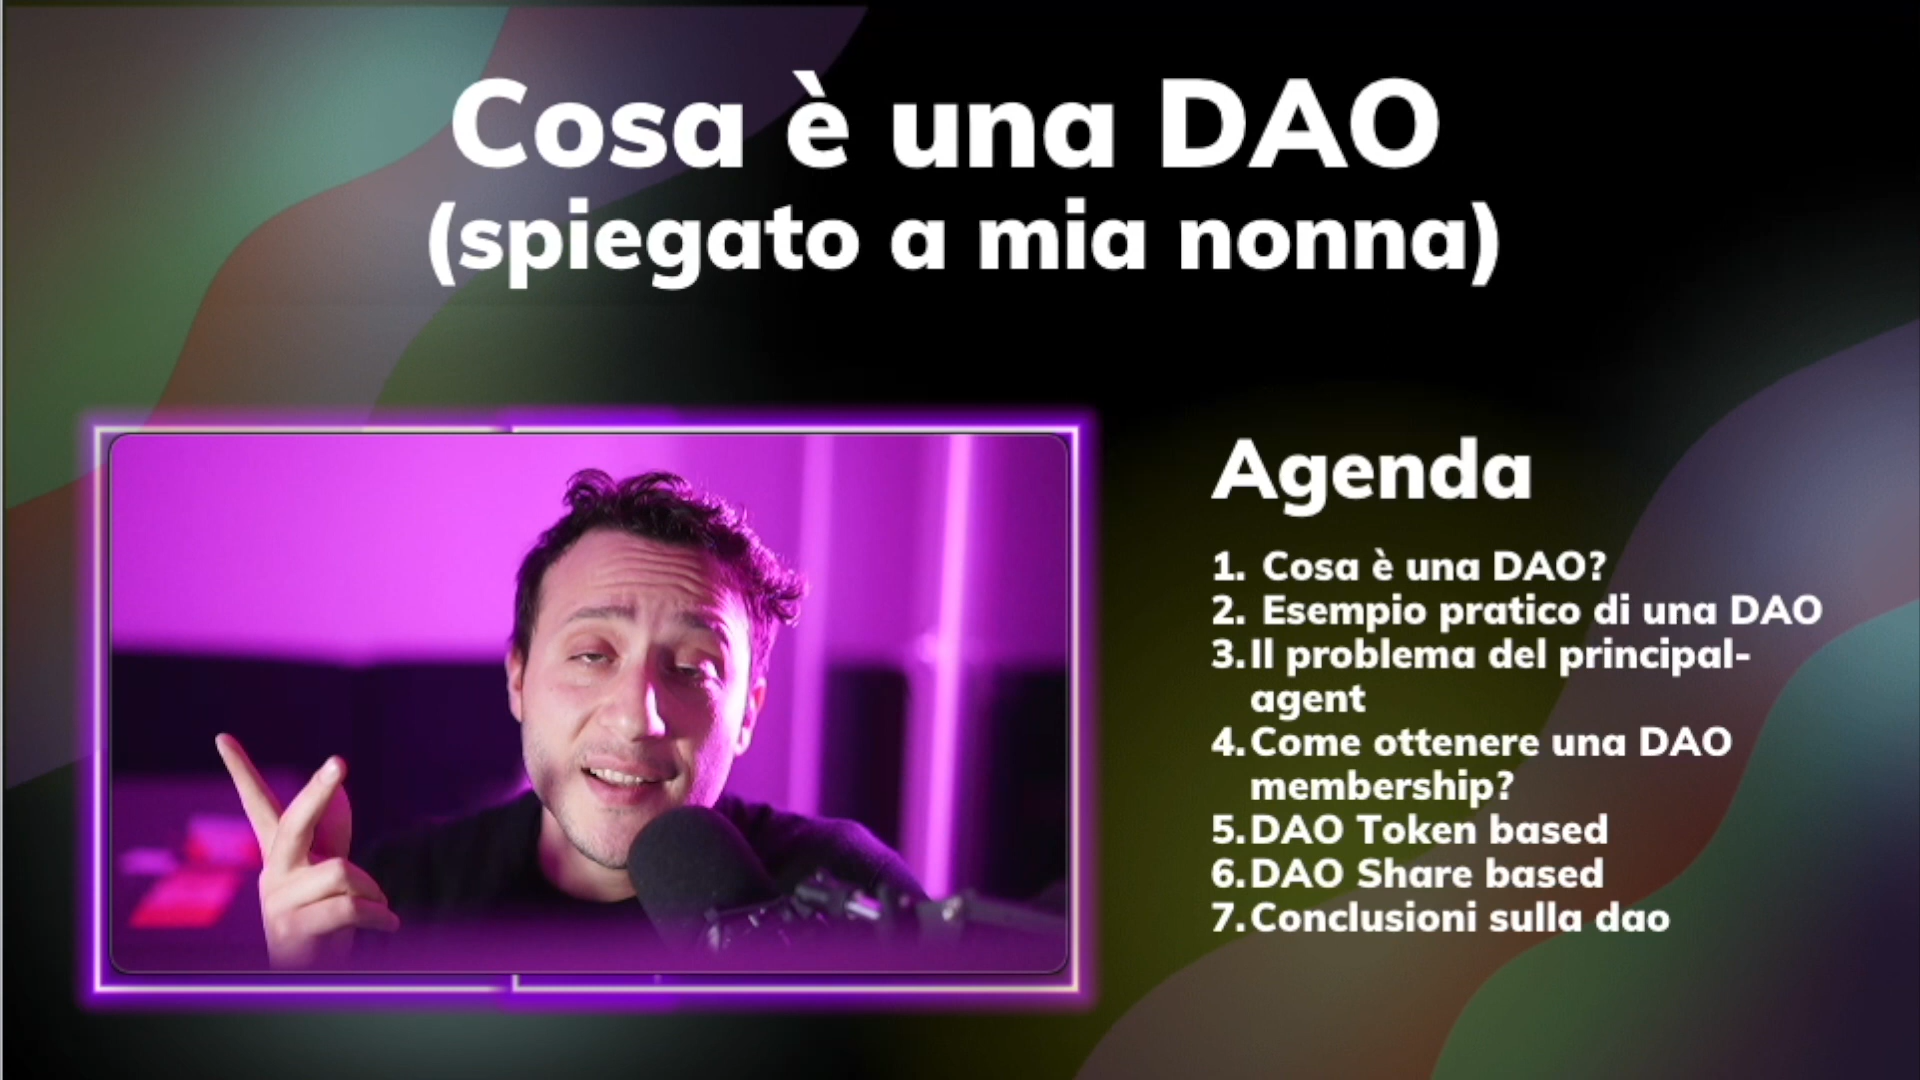 Cosa è una DAO
(spiegato a mia nonna)
Agenda
1. Cosa è una DAO?
2. Esempio pratico di una DAO
3. Il problema del principal-
agent
4. Come ottenere una DAO
membership?
5. DAO Token based
6. DAO Share based
7. Conclusioni sulla dao